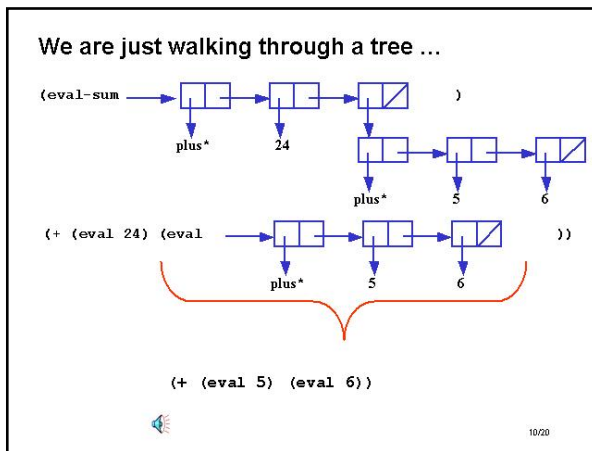 We are just walking through a tree ...
(eval-sum )
plus* 24
plus* 5 6
(+ (eval 24) (eval ))
plus* 5 6
(+ (eval 5) (eval 6))
10/20